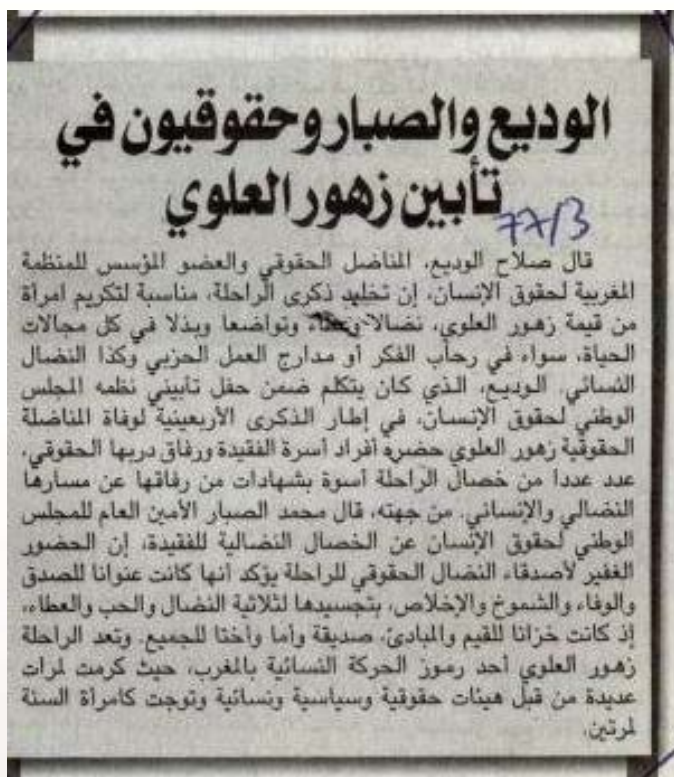 الوديع والصبار وحقوقيون في
تأبين زهور العلوي
77/3
قال صلاح الوديع، المناضل الحقوقي والعضو المؤسس للمنظمة
المغربية لحقوق الإنسان، إن تخليد ذكرى الراحلة، مناسبة لتكريم امرأة
من قيمة زهور العلوي، نضالا وعطاء وتواضعا وبذلا في كل مجالات
الحياة، سواء في رحاب الفكر أو مدارج العمل الحزبي وكذا النضال
النسائي. الوديع، الذي كان يتكلم ضمن حفل تأبيني نظمه المجلس
الوطني لحقوق الإنسان، في إطار الذكرى الأربعينية لوفاة المناضلة
الحقوقية زهور العلوي حضره أفراد أسرة الفقيدة ورفاق دربها الحقوقي،
عدد عددا من خصال الراحلة أسوة بشهادات من رفاقها عن مسارها
النضالي والإنساني. من جهته، قال محمد الصبار الأمين العام للمجلس
الوطني لحقوق الإنسان عن الخصال النضالية للفقيدة، إن الحضور
الغفير لأصدقاء النضال الحقوقي للراحلة يؤكد أنها كانت عنوانا للصدق
والوفاء والشموخ والإخلاص، بتجسيدها لثلاثية النضال والحب والعطاء،
إذ كانت خزانا للقيم والمبادئ، صديقة وأما وأختا للجميع. وتعد الراحلة
زهور العلوي أحد رموز الحركة النسائية بالمغرب، حيث كرمت لمرات
عديدة من قبل هيئات حقوقية وسياسية ونسائية وتوجت كامرأة السنة
لمرتين.